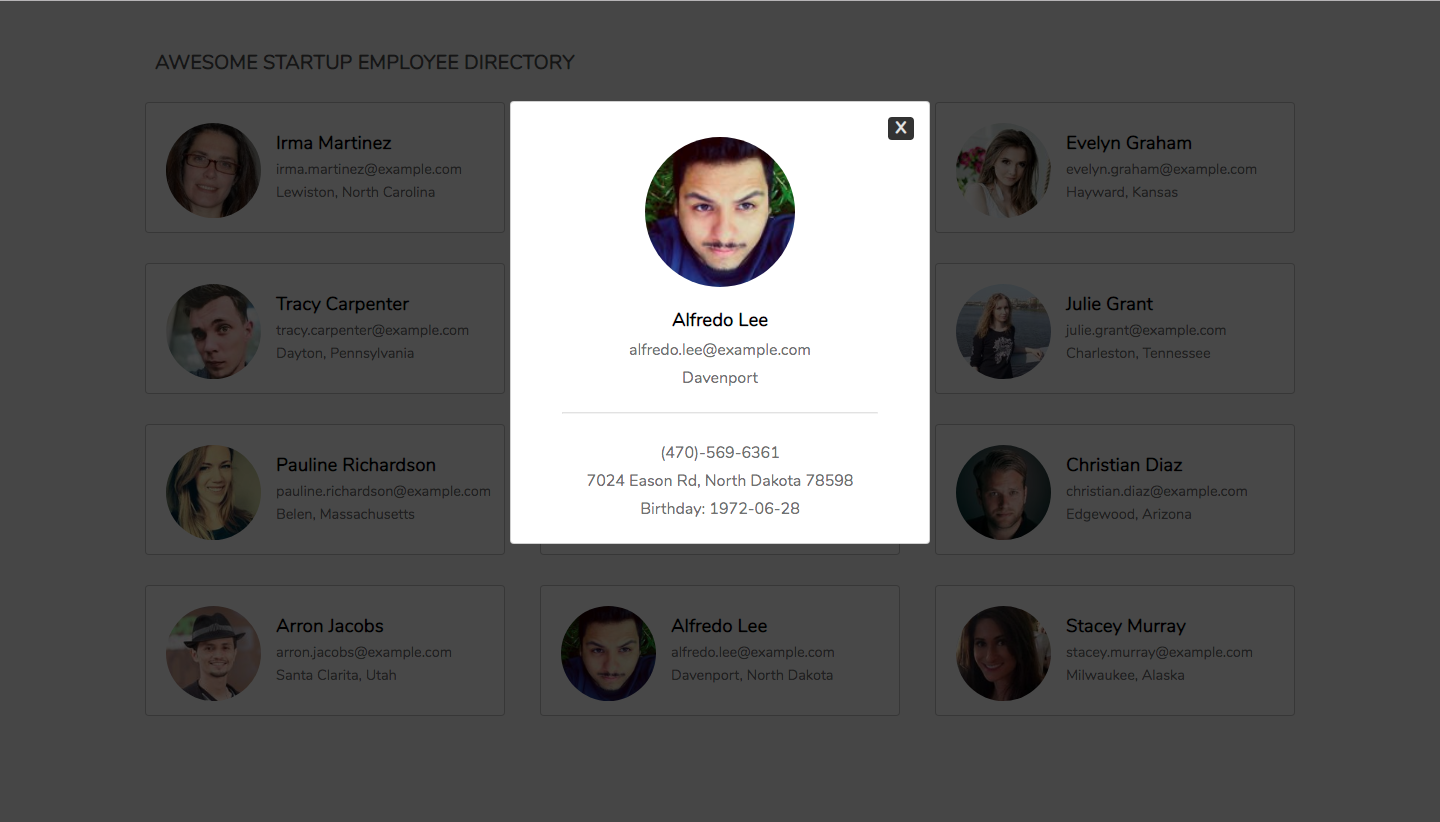 AWESOME STARTUP EMPLOYEE DIRECTORY
Irma Martinez
irma.martinez@example.com
Lewiston, North Carolina
X
Alfredo Lee
alfredo.lee@example.com
Davenport
(470)-569-6361
7024 Eason Rd, North Dakota 78598
Birthday: 1972-06-28
Evelyn Graham
evelyn.graham@example.com
Hayward, Kansas
Tracy Carpenter
tracy.carpenter@example.com
Dayton, Pennsylvania
Julie Grant
julie.grant@example.com
Charleston, Tennessee
Pauline Richardson
pauline.richardson@example.com
Belen, Massachusetts
Christian Diaz
christian.diaz@example.com
Edgewood, Arizona
Arron Jacobs
arron.jacobs@example.com
Santa Clarita, Utah
Alfredo Lee
alfredo.lee@example.com
Davenport, North Dakota
Stacey Murray
stacey.murray@example.com
Milwaukee, Alaska